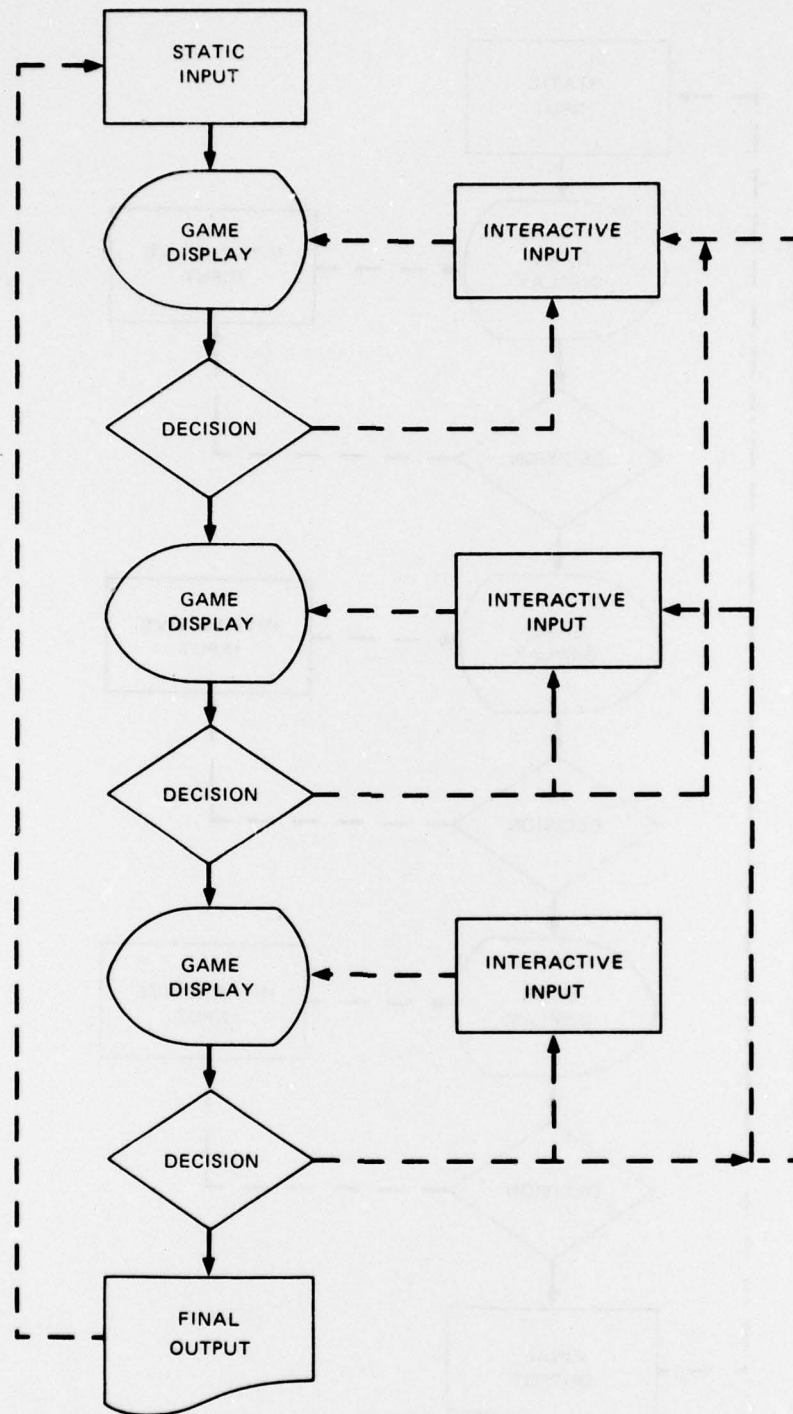 STATIC
INPUT
GAME
DISPLAY
INTERACTIVE
INPUT
DECISION
GAME
DISPLAY
INTERACTIVE
INPUT
DECISION
GAME
DISPLAY
INTERACTIVE
INPUT
DECISION
FINAL
OUTPUT